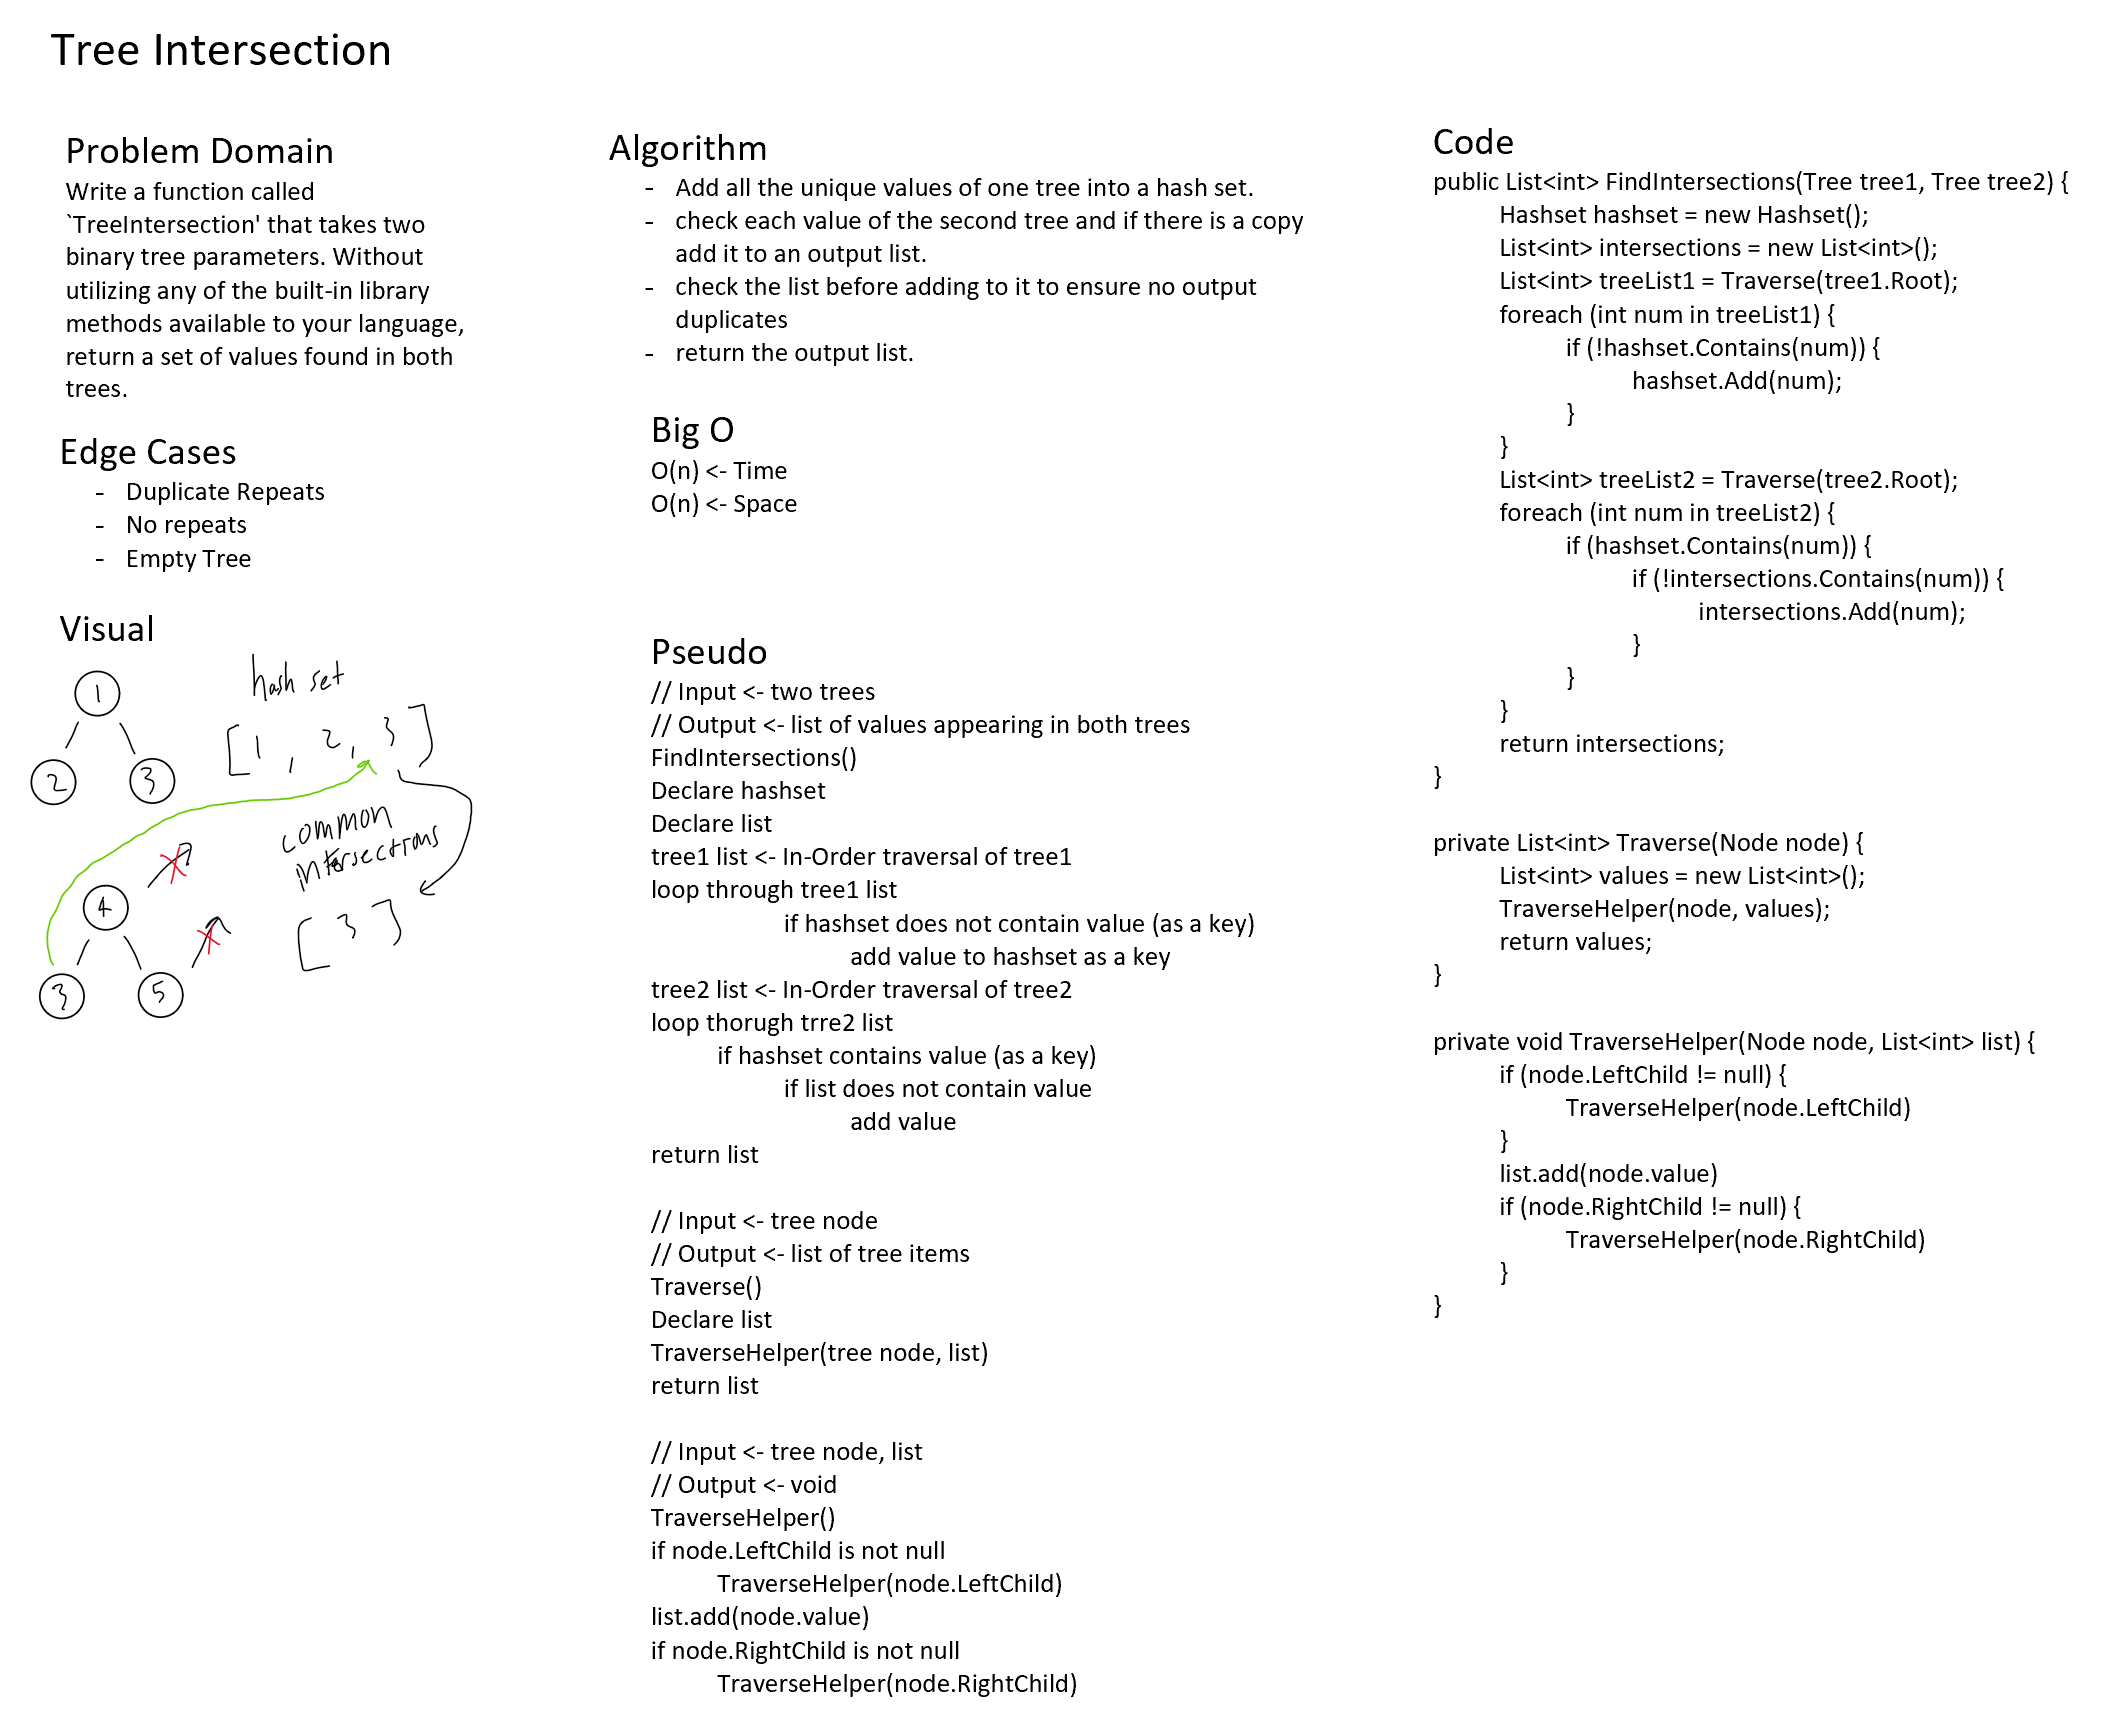 Tree Intersection
Problem Domain
Write a function called
`TreeIntersection' that takes two
binary tree parameters. Without
utilizing any of the built-in library
methods available to your language,
return a set of values found in both
trees.
Edge Cases
- Duplicate Repeats
- No repeats
- Empty Tree
Visual
1
2 3
hash set
[1, 2, 3]
common
intersections
[3]
4
3 5
Algorithm
- Add all the unique values of one tree into a hash set.
- check each value of the second tree and if there is a copy
add it to an output list.
- check the list before adding to it to ensure no output
duplicates
- return the output list.
Big O
O(n) <- Time
O(n) <- Space
Pseudo
// Input <- two trees
// Output <- list of values appearing in both trees
FindIntersections()
Declare hashset
Declare list
tree1 list <- In-Order traversal of tree1
loop through tree1 list
if hashset does not contain value (as a key)
add value to hashset as a key
tree2 list <- In-Order traversal of tree2
loop thorugh trre2 list
if hashset contains value (as a key)
if list does not contain value
add value
return list
// Input <- tree node
// Output <- list of tree items
Traverse()
Declare list
TraverseHelper(tree node, list)
return list
// Input <- tree node, list
// Output <- void
TraverseHelper()
if node.LeftChild is not null
TraverseHelper(node.LeftChild)
list.add(node.value)
if node.RightChild is not null
TraverseHelper(node.RightChild)
Code
public List<int> FindIntersections(Tree tree1, Tree tree2) {
Hashset hashset = new Hashset();
List<int> intersections = new List<int>();
List<int> treeList1 = Traverse(tree1.Root);
foreach (int num in treeList1) {
if (!hashset.Contains(num)) {
hashset.Add(num);
}
}
List<int> treeList2 = Traverse(tree2.Root);
foreach (int num in treeList2) {
if (hashset.Contains(num)) {
if (!intersections.Contains(num)) {
intersections.Add(num);
}
}
}
return intersections;
}
private List<int> Traverse(Node node) {
List<int> values = new List<int>();
TraverseHelper(node, values);
return values;
}
private void TraverseHelper(Node node, List<int> list) {
if (node.LeftChild != null) {
TraverseHelper(node.LeftChild)
}
list.add(node.value)
if (node.RightChild != null) {
TraverseHelper(node.RightChild)
}
}